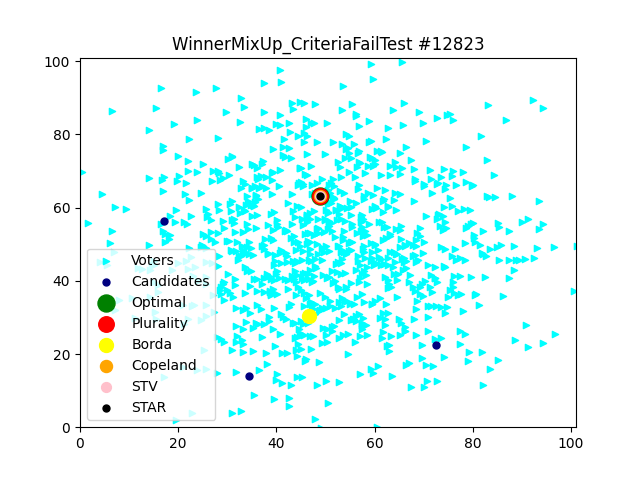 WinnerMixUp_CriteriaFailTest #12823
100
80
60
40
20
0
0
20
40
60
80
100
Voters
Candidates
Optimal
Plurality
Borda
Copeland
STV
STAR